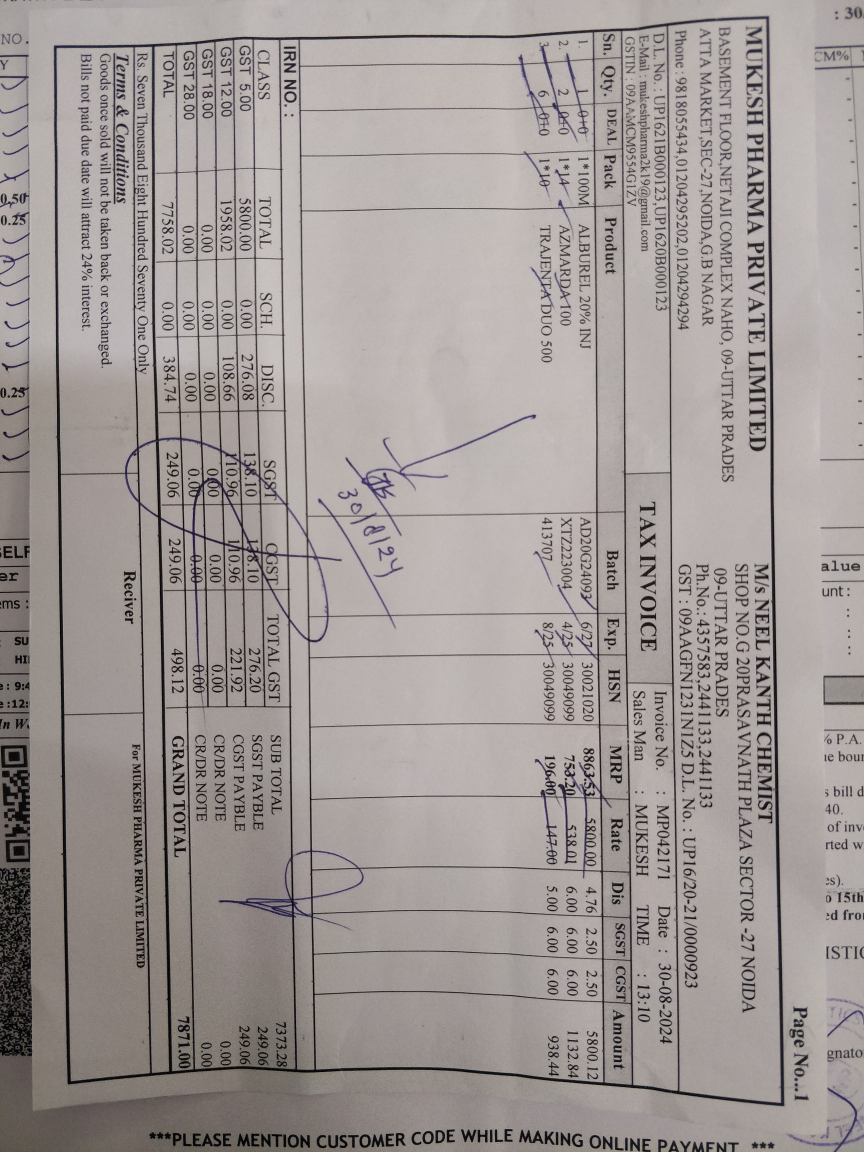 Page No...1
MUKESH PHARMA PRIVATE LIMITED
BASEMENT FLOOR,NETAJI COMPLEX NAHO, 09-UTTAR PRADES
ATTA MARKET,SEC-27,NOIDA,G.B NAGAR
Phone : 9818055434,01204295202,01204294294
D.L. No. : UP1621B000123,UP1620B000123
E-Mail : mukeshpharma2k19@gmail.com
GSTIN : 09AAMCM9554G1ZV
M/s NEEL KANTH CHEMIST
SHOP NO.G 20PRASAVNATH PLAZA SECTOR -27 NOIDA
09-UTTAR PRADES
Ph.No.: 4357583,2441133,2441133
GST : 09AAGFN1231N1Z5 D.L. No. : UP16/20-21/0000923
TAX INVOICE
Invoice No. : MP042171 Date : 30-08-2024
Sales Man : MUKESH TIME : 13:10
Sn. Qty. DEAL Pack Product Batch Exp. HSN MRP Rate Dis SGST CGST Amount
1. 1 0+0 1*100M ALBUREL 20% INJ AD20G24093 6/27 30021020 8863.53 5800.00 4.76 2.50 2.50 5800.12
2. 2 0+0 1*14 AZMARDA 100 XTZ223004 4/25 30049099 753.20 538.01 6.00 6.00 6.00 1132.84
3. 6 0+0 1*10 TRAJENTA DUO 500 413707 8/25 30049099 196.00 147.00 5.00 6.00 6.00 938.44
30/8/24
IRN NO. :
CLASS TOTAL SCH. DISC. SGST CGST TOTAL GST
GST 5.00 5800.00 0.00 276.08 138.10 138.10 276.20
GST 12.00 1958.02 0.00 108.66 110.96 110.96 221.92
GST 18.00 0.00 0.00 0.00 0.00 0.00 0.00
GST 28.00 0.00 0.00 0.00 0.00 0.00 0.00
TOTAL 7758.02 0.00 384.74 249.06 249.06 498.12
SUB TOTAL 7373.28
SGST PAYBLE 249.06
CGST PAYBLE 249.06
CR/DR NOTE 0.00
CR/DR NOTE 0.00
GRAND TOTAL 7871.00
Rs. Seven Thousand Eight Hundred Seventy One Only
Terms & Conditions
Goods once sold will not be taken back or exchanged.
Bills not paid due date will attract 24% interest.
Reciver
For MUKESH PHARMA PRIVATE LIMITED
***PLEASE MENTION CUSTOMER CODE WHILE MAKING ONLINE PAYMENT ***